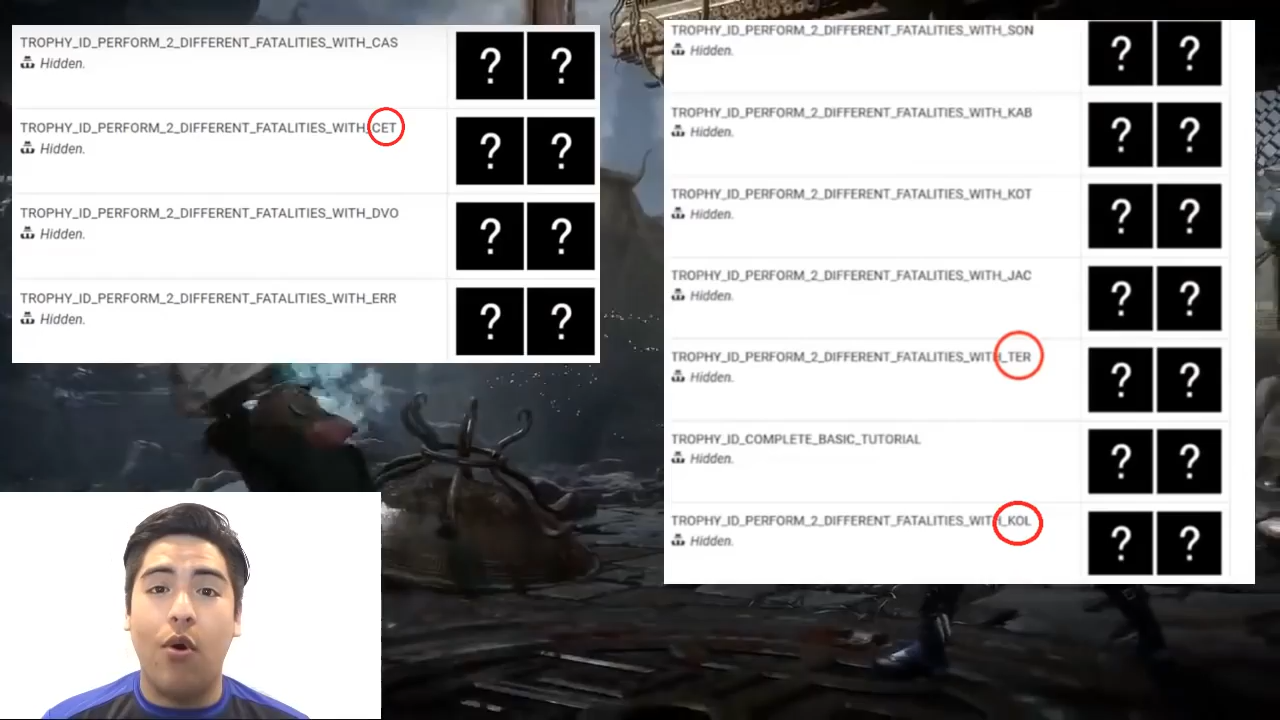 TROPHY_ID_PERFORM_2_DIFFERENT_FATALITIES_WITH_CAS
Hidden.
? ?
TROPHY_ID_PERFORM_2_DIFFERENT_FATALITIES_WITH_CET
Hidden.
? ?
TROPHY_ID_PERFORM_2_DIFFERENT_FATALITIES_WITH_DVO
Hidden.
? ?
TROPHY_ID_PERFORM_2_DIFFERENT_FATALITIES_WITH_ERR
Hidden.
? ?
TROPHY_ID_PERFORM_2_DIFFERENT_FATALITIES_WITH_SON
Hidden.
? ?
TROPHY_ID_PERFORM_2_DIFFERENT_FATALITIES_WITH_KAB
Hidden.
? ?
TROPHY_ID_PERFORM_2_DIFFERENT_FATALITIES_WITH_KOT
Hidden.
? ?
TROPHY_ID_PERFORM_2_DIFFERENT_FATALITIES_WITH_JAC
Hidden.
? ?
TROPHY_ID_PERFORM_2_DIFFERENT_FATALITIES_WITH_TER
Hidden.
? ?
TROPHY_ID_COMPLETE_BASIC_TUTORIAL
Hidden.
? ?
TROPHY_ID_PERFORM_2_DIFFERENT_FATALITIES_WITH_KOL
Hidden.
? ?